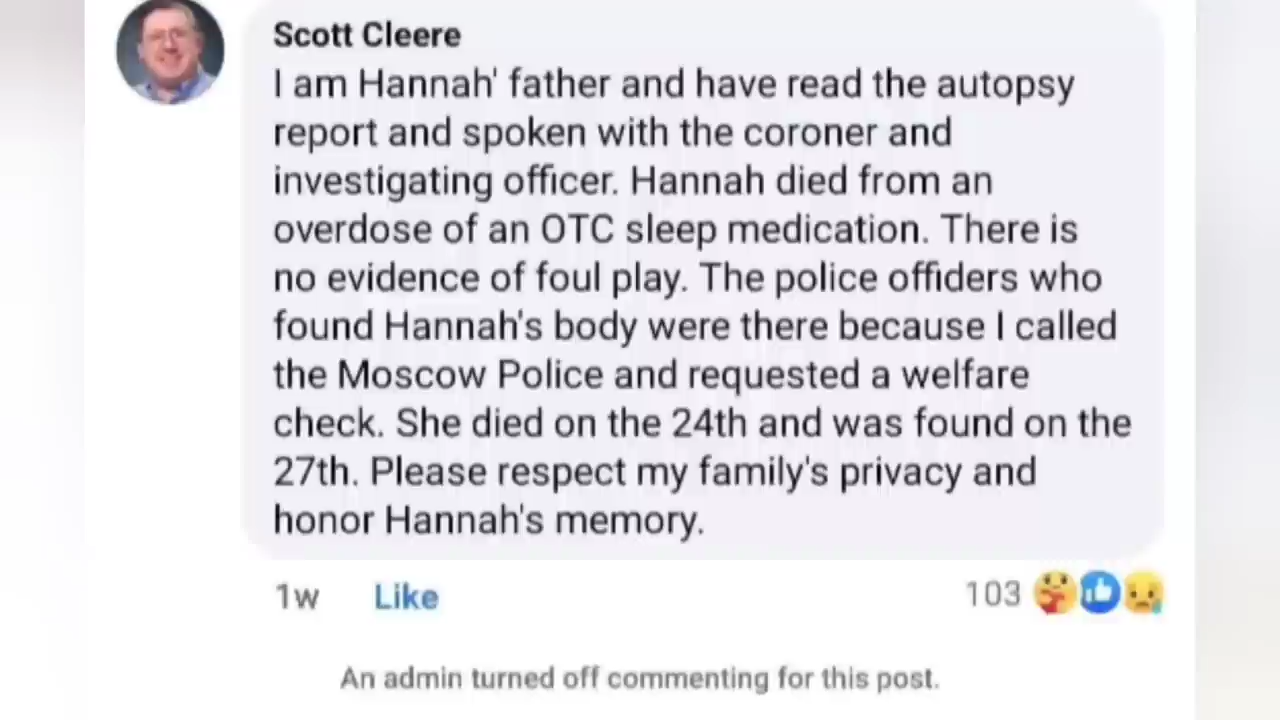 Scott Cleere
I am Hannah' father and have read the autopsy
report and spoken with the coroner and
investigating officer. Hannah died from an
overdose of an OTC sleep medication. There is
no evidence of foul play. The police offiders who
found Hannah's body were there because I called
the Moscow Police and requested a welfare
check. She died on the 24th and was found on the
27th. Please respect my family's privacy and
honor Hannah's memory.
1w Like 103
An admin turned off commenting for this post.